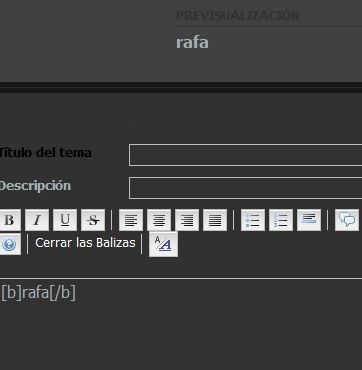 PREVISUALIZACIÓN
rafa
Título del tema
Descripción
B I U S
Cerrar las Balizas
[b]rafa[/b]